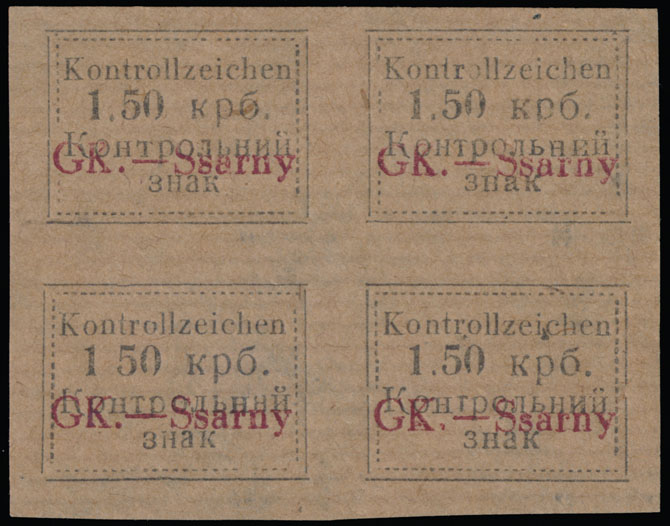 Kontrollzeichen
1.50 крб.
Контрольний
GK.—Ssarny
знак
Kontrollzeichen
1.50 крб.
Контрольний
GK.—Ssarny
знак
Kontrollzeichen
1 50 крб.
Контрольний
GK.—Ssarny
знак
Kontrollzeichen
1.50 крб.
Контрольний
GK.—Ssarny
знак